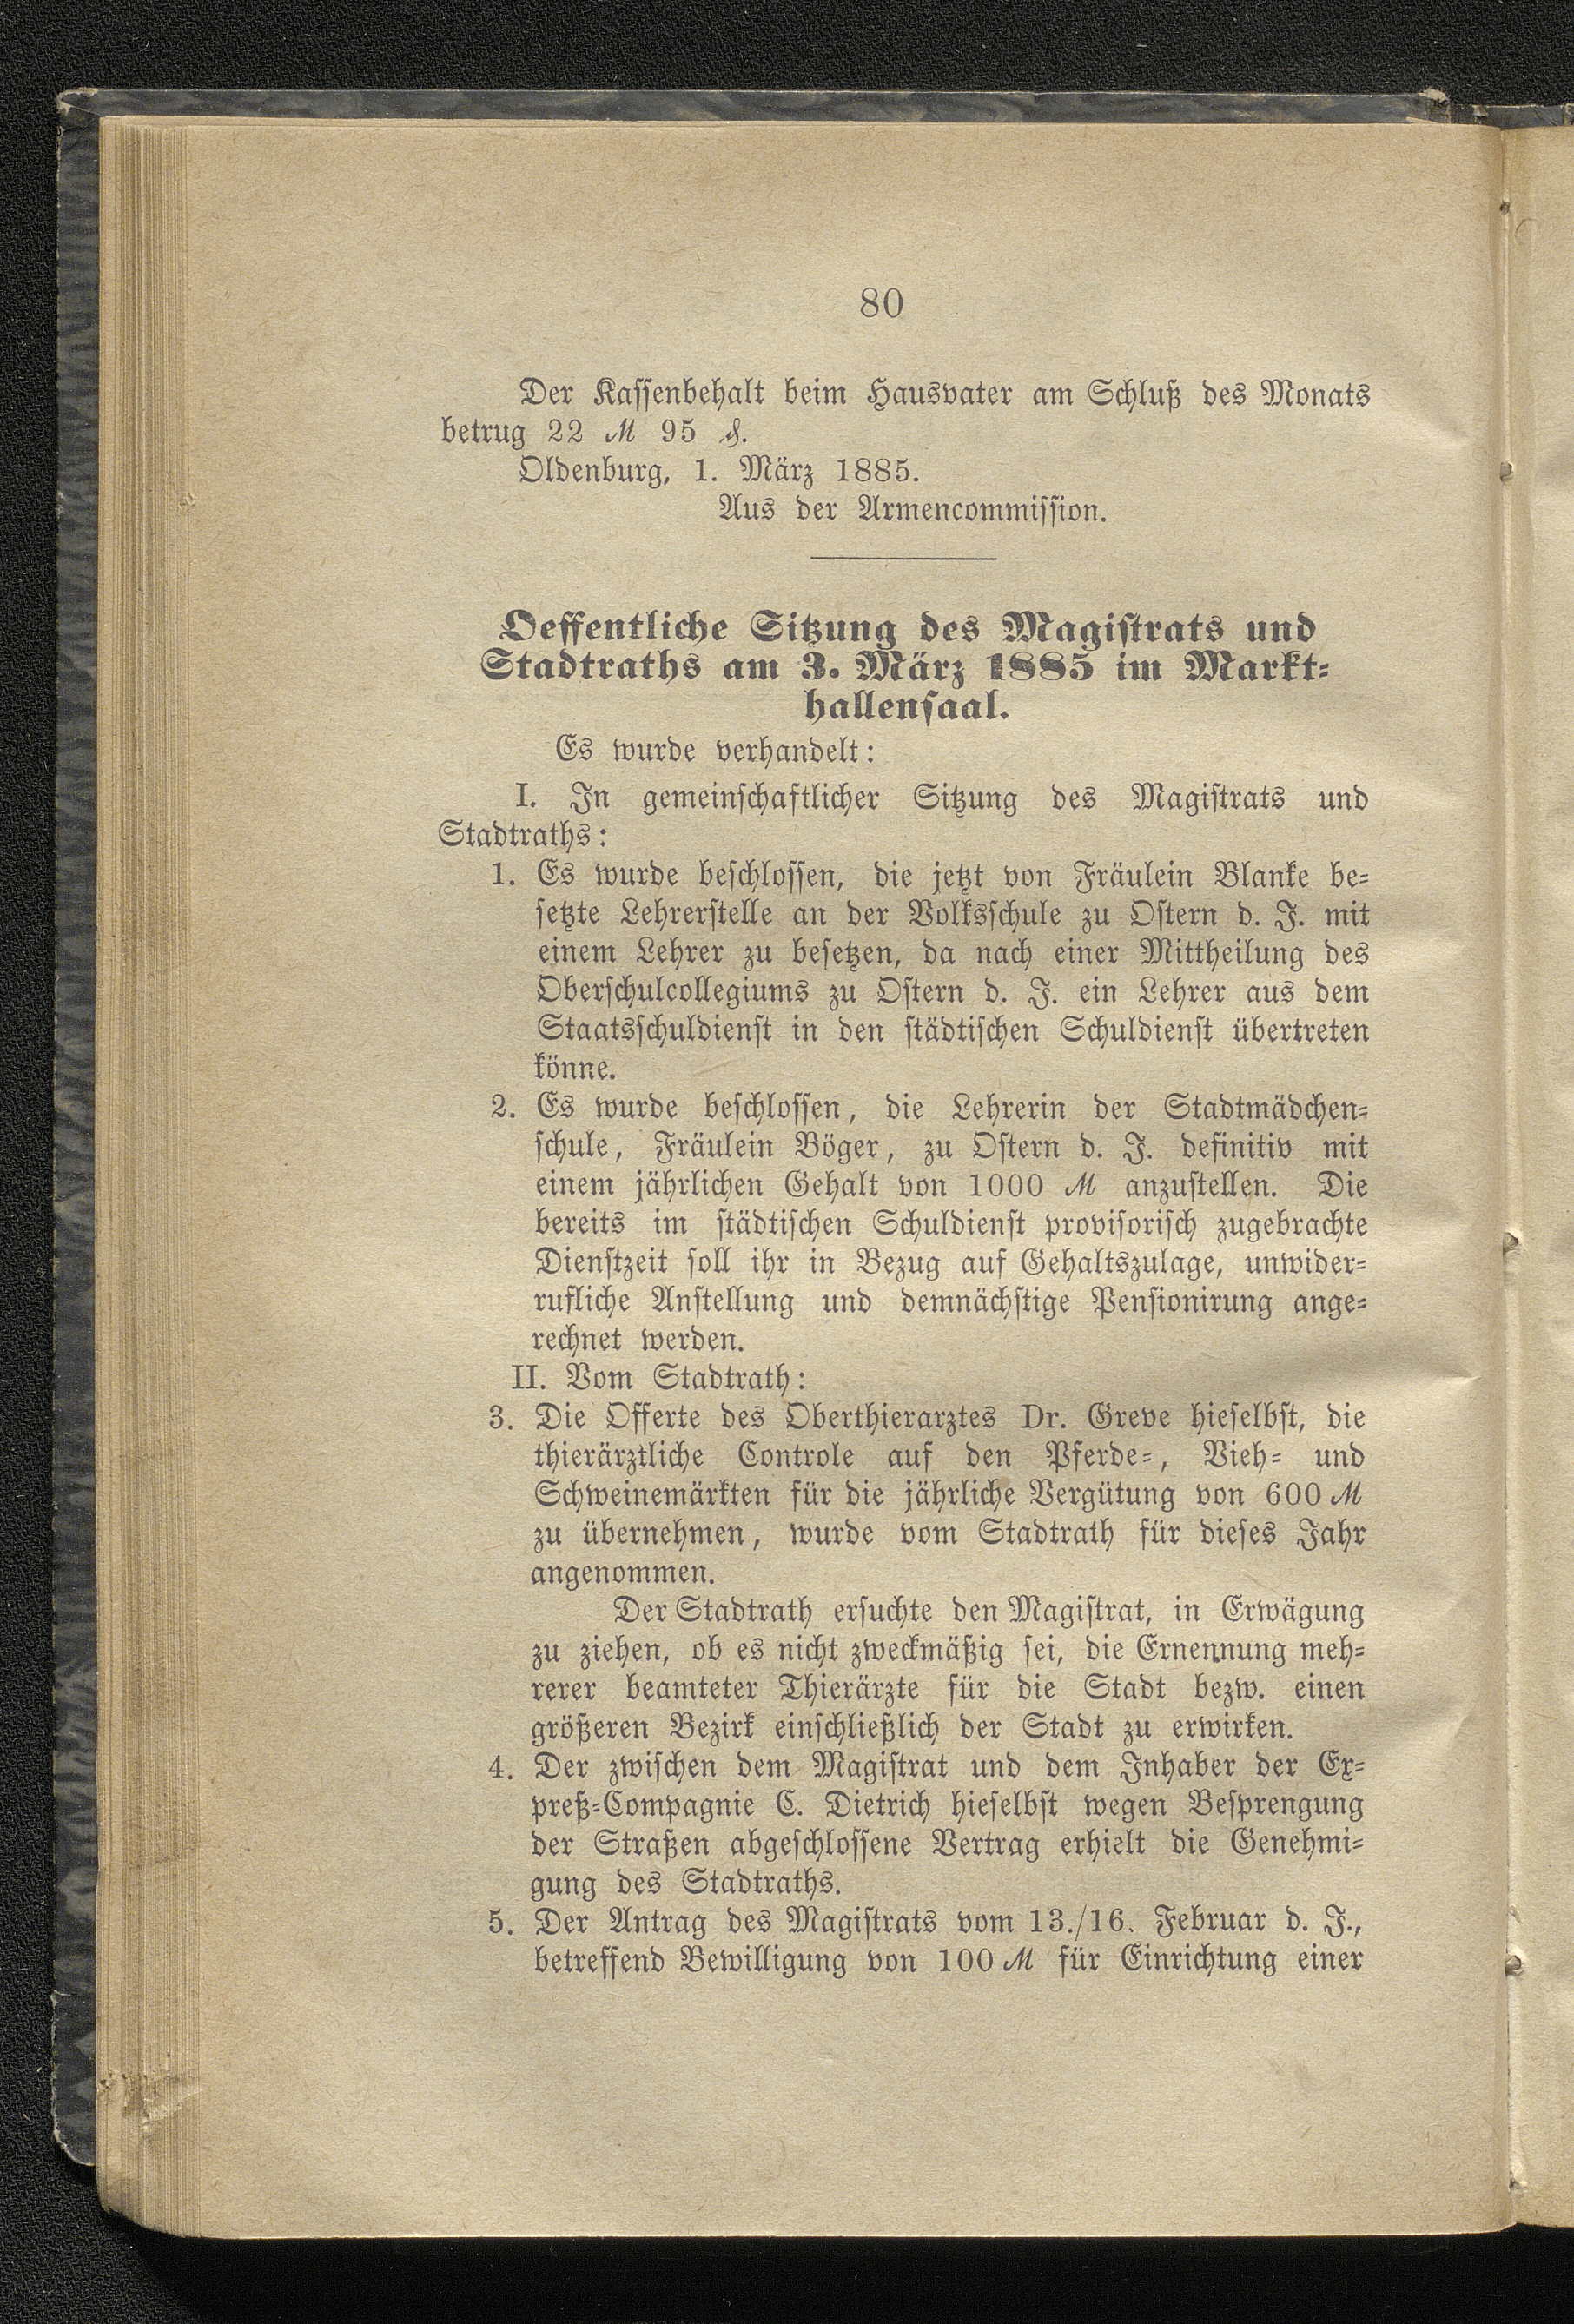 80
Der Kassenbehalt beim Hausvater am Schluß des Monats
betrug 22 ℳ 95 ₰.
Oldenburg, 1. März 1885.
Aus der Armencommission.
Oeffentliche Sitzung des Magistrats und
Stadtraths am 3. März 1885 im Markt-
hallensaal.
Es wurde verhandelt:
I. In gemeinschaftlicher Sitzung des Magistrats und
Stadtraths:
1. Es wurde beschlossen, die jetzt von Fräulein Blanke be-
setzte Lehrerstelle an der Volksschule zu Ostern d. J. mit
einem Lehrer zu besetzen, da nach einer Mittheilung des
Oberschulcollegiums zu Ostern d. J. ein Lehrer aus dem
Staatsschuldienst in den städtischen Schuldienst übertreten
könne.
2. Es wurde beschlossen, die Lehrerin der Stadtmädchen-
schule, Fräulein Böger, zu Ostern d. J. definitiv mit
einem jährlichen Gehalt von 1000 ℳ anzustellen. Die
bereits im städtischen Schuldienst provisorisch zugebrachte
Dienstzeit soll ihr in Bezug auf Gehaltszulage, unwider-
rufliche Anstellung und demnächstige Pensionirung ange-
rechnet werden.
II. Vom Stadtrath:
3. Die Offerte des Oberthierarztes Dr. Greve hieselbst, die
thierärztliche Controle auf den Pferde-, Vieh- und
Schweinemärkten für die jährliche Vergütung von 600 ℳ
zu übernehmen, wurde vom Stadtrath für dieses Jahr
angenommen.
Der Stadtrath ersuchte den Magistrat, in Erwägung
zu ziehen, ob es nicht zweckmäßig sei, die Ernennung meh-
rerer beamteter Thierärzte für die Stadt bezw. einen
größeren Bezirk einschließlich der Stadt zu erwirken.
4. Der zwischen dem Magistrat und dem Inhaber der Ex-
preß-Compagnie C. Dietrich hieselbst wegen Besprengung
der Straßen abgeschlossene Vertrag erhielt die Genehmi-
gung des Stadtraths.
5. Der Antrag des Magistrats vom 13./16. Februar d. J.,
betreffend Bewilligung von 100 ℳ für Einrichtung einer